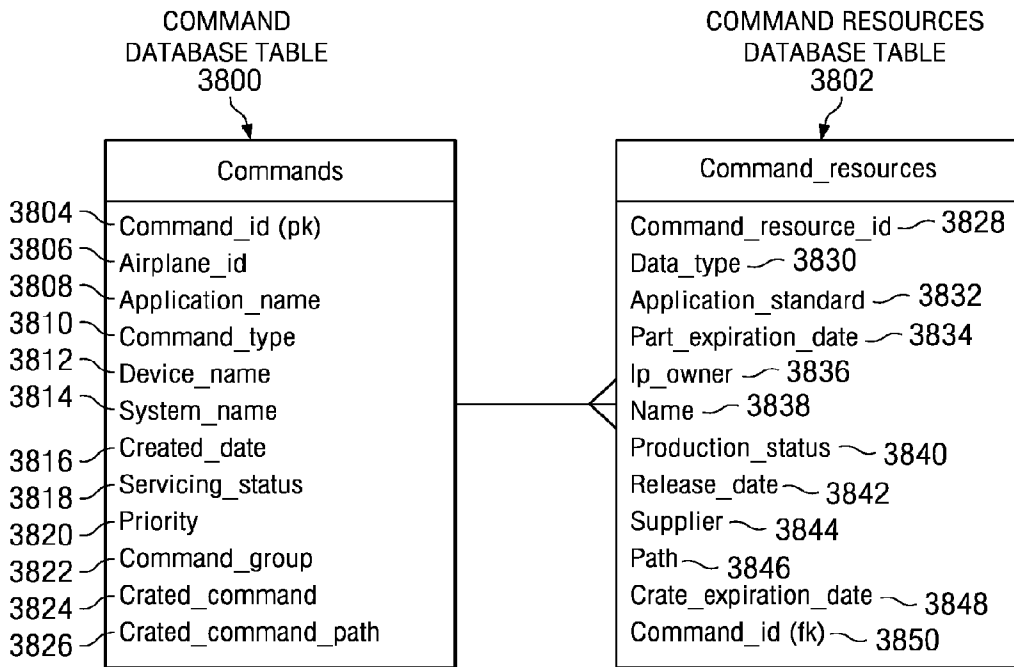 COMMAND
DATABASE TABLE
3800
COMMAND RESOURCES
DATABASE TABLE
3802
Commands
3804 Command_id (pk)
3806 Airplane_id
3808 Application_name
3810 Command_type
3812 Device_name
3814 System_name
3816 Created_date
3818 Servicing_status
3820 Priority
3822 Command_group
3824 Crated_command
3826 Crated_command_path
Command_resources
Command_resource_id 3828
Data_type 3830
Application_standard 3832
Part_expiration_date 3834
Ip_owner 3836
Name 3838
Production_status 3840
Release_date 3842
Supplier 3844
Path 3846
Crate_expiration_date 3848
Command_id (fk) 3850